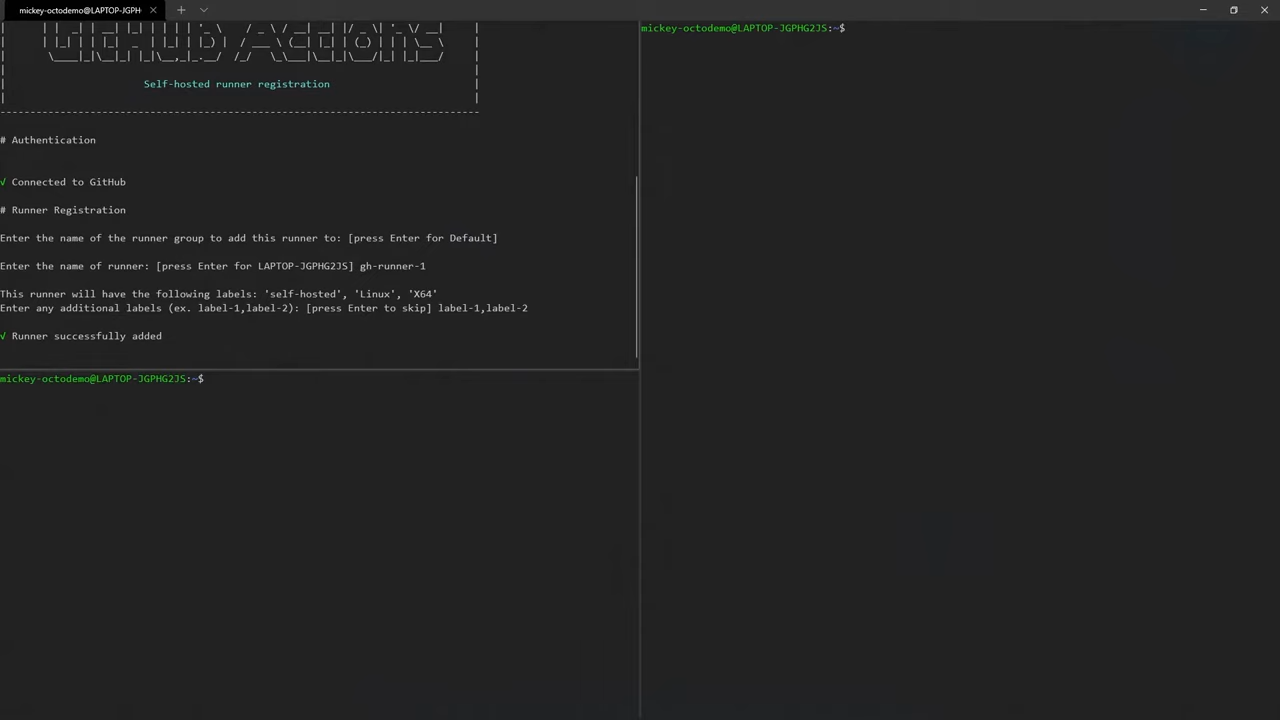 mickey-octodemo@LAPTOP-JGPH
GitHub Actions
Self-hosted runner registration
# Authentication
√ Connected to GitHub
# Runner Registration
Enter the name of the runner group to add this runner to: [press Enter for Default]
Enter the name of runner: [press Enter for LAPTOP-JGPHG2JS] gh-runner-1
This runner will have the following labels: 'self-hosted', 'Linux', 'X64'
Enter any additional labels (ex. label-1,label-2): [press Enter to skip] label-1,label-2
√ Runner successfully added
mickey-octodemo@LAPTOP-JGPHG2JS:~$
mickey-octodemo@LAPTOP-JGPHG2JS:~$